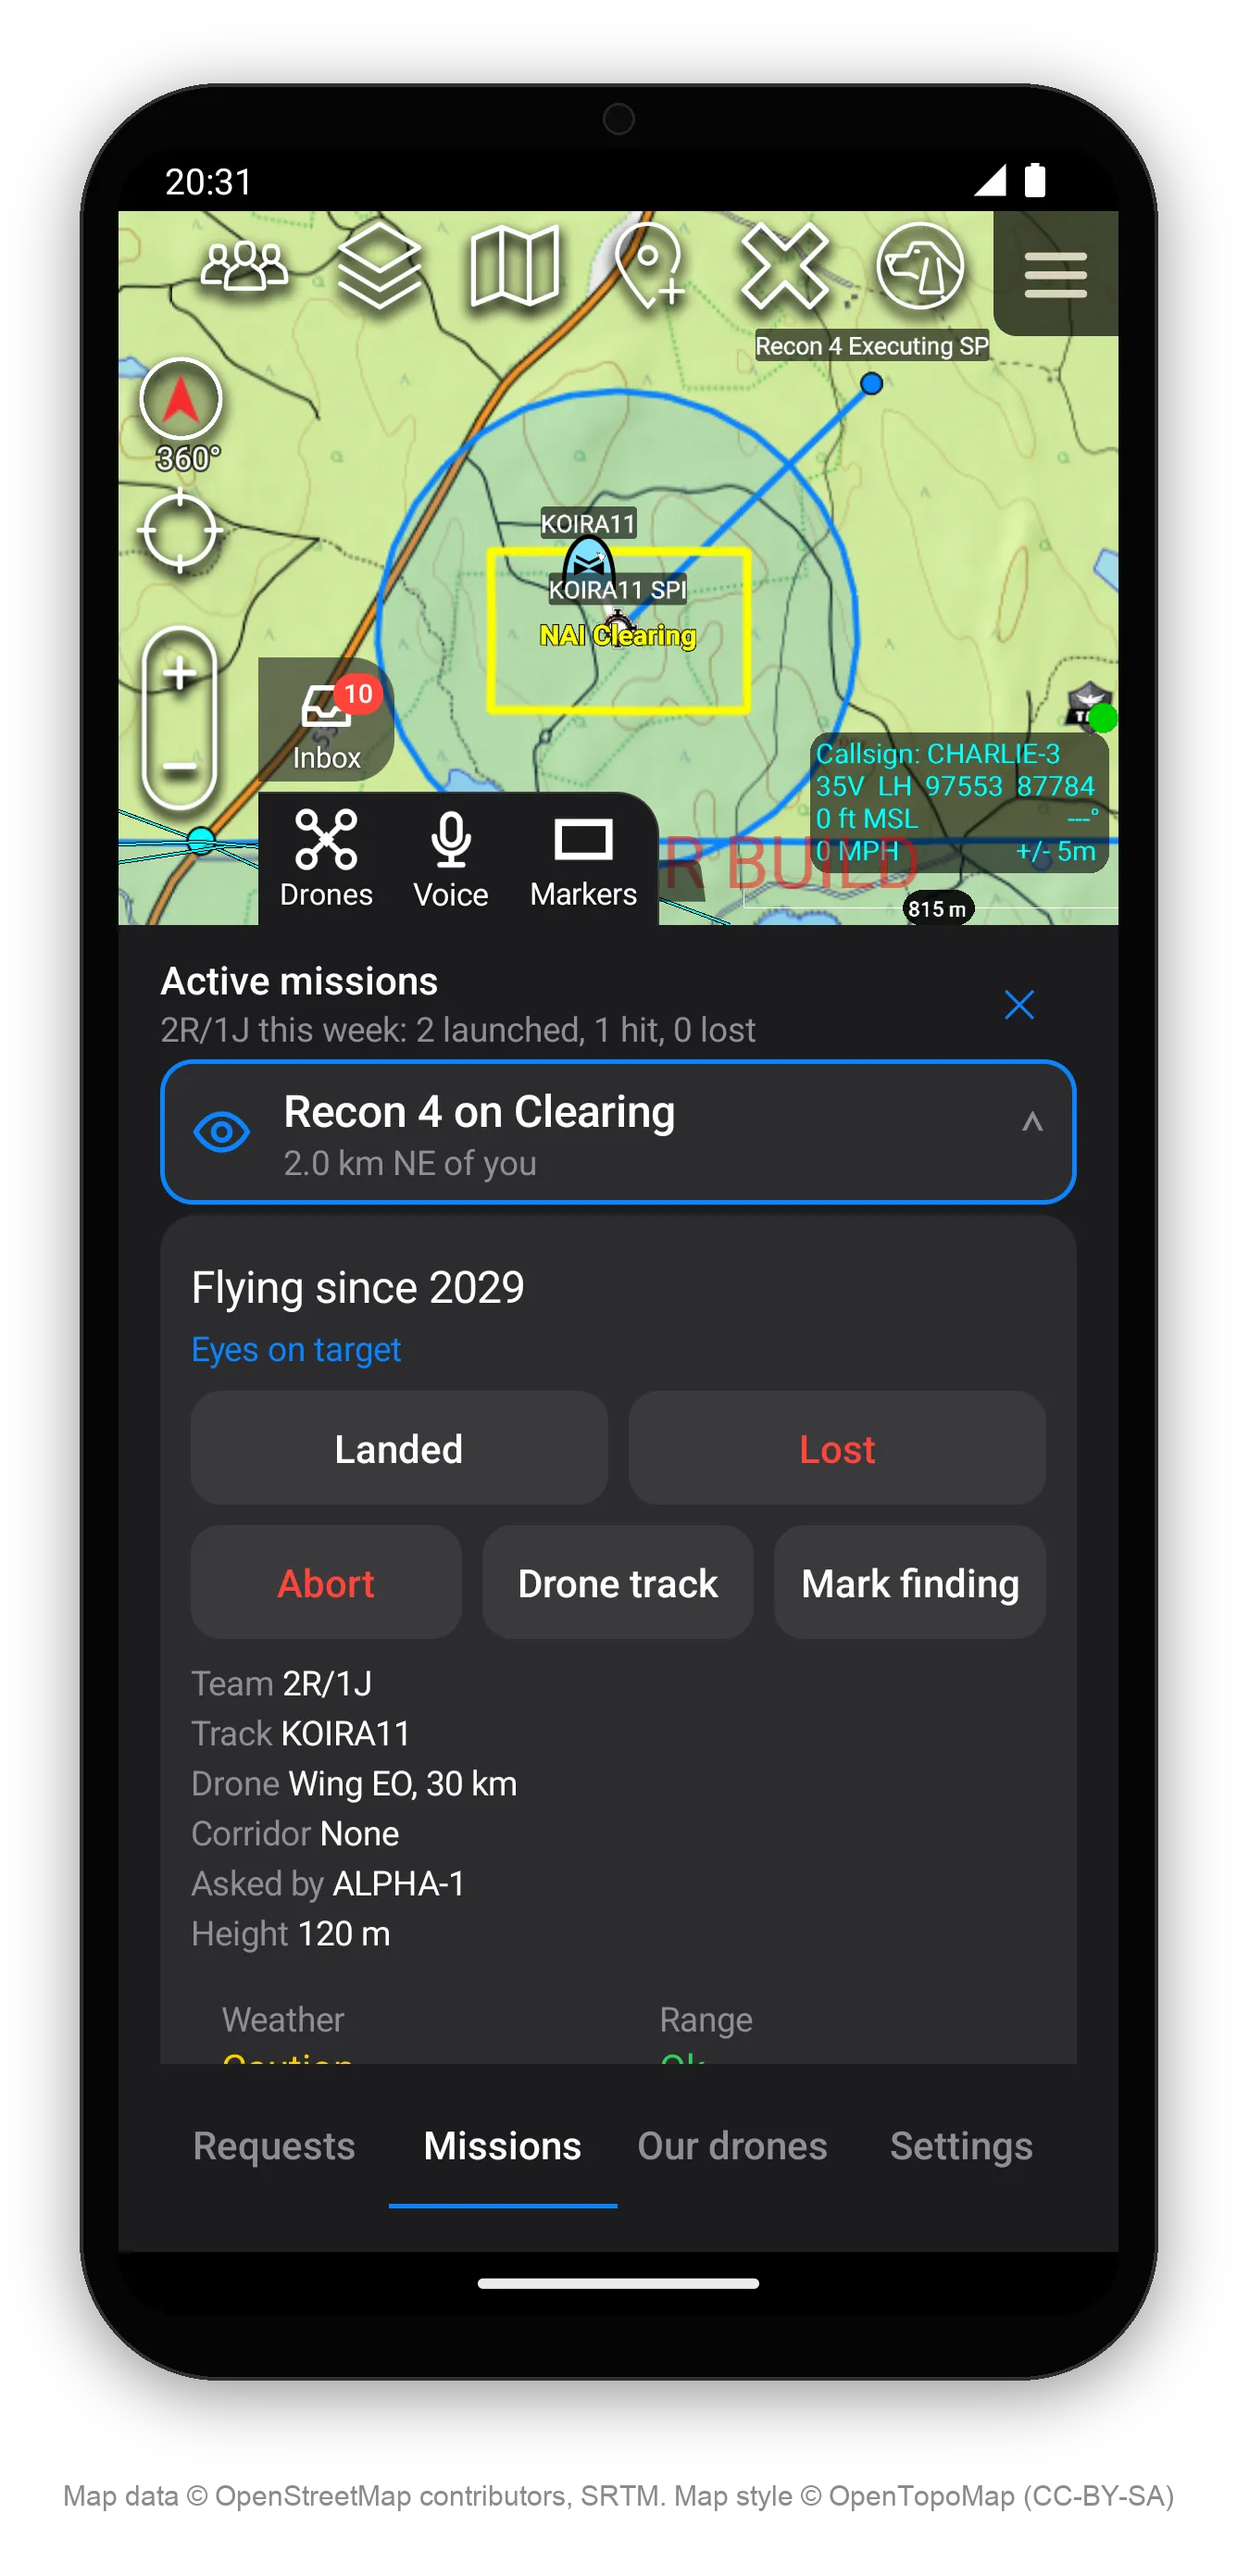 20:31
Recon 4 Executing SP
360°
KOIRA11
KOIRA11 SPI
NAI Clearing
10
Inbox
Callsign: CHARLIE-3
35V LH 97553 87784
0 ft MSL ---°
0 MPH +/- 5m
R BUILD
Drones Voice Markers
815 m
Active missions
2R/1J this week: 2 launched, 1 hit, 0 lost
Recon 4 on Clearing
2.0 km NE of you
Flying since 2029
Eyes on target
Landed Lost
Abort Drone track Mark finding
Team 2R/1J
Track KOIRA11
Drone Wing EO, 30 km
Corridor None
Asked by ALPHA-1
Height 120 m
Weather Range
Caution Ok
Requests Missions Our drones Settings
Map data © OpenStreetMap contributors, SRTM. Map style © OpenTopoMap (CC-BY-SA)